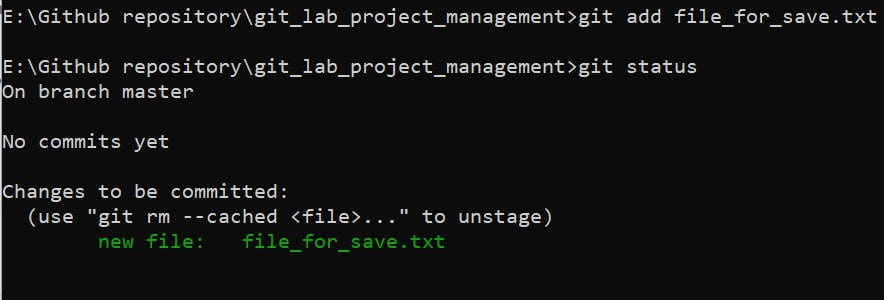 E:\Github repository\git_lab_project_management>git add file_for_save.txt
E:\Github repository\git_lab_project_management>git status
On branch master
No commits yet
Changes to be committed:
  (use "git rm --cached <file>..." to unstage)
        new file:   file_for_save.txt